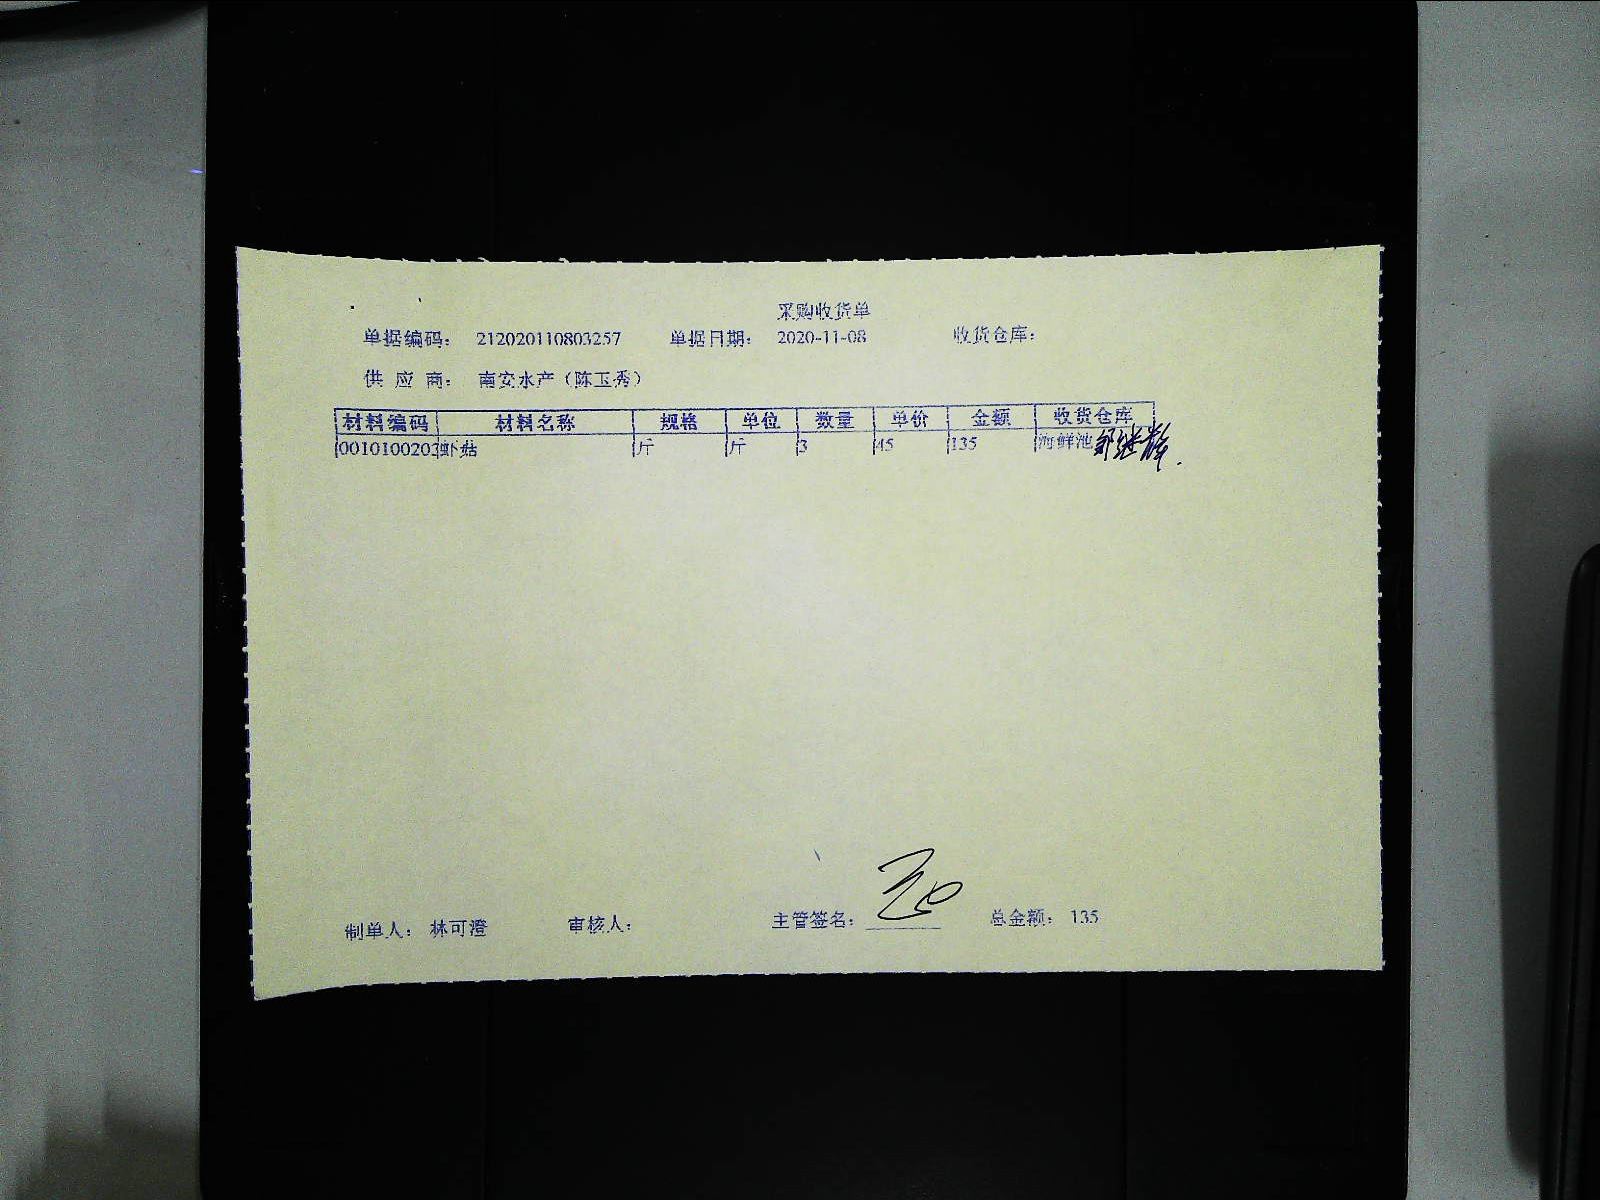 采购收货单
单据编码： 212020110803257 单据日期： 2020-11-08 收货仓库：
供 应 商： 南安水产（陈玉秀）
材料编码 材料名称 规格 单位 数量 单价 金额 收货仓库
0010100203 虾菇 斤 斤 3 45 135 海鲜池
制单人： 林可澄 审核人： 主管签名： 总金额： 135